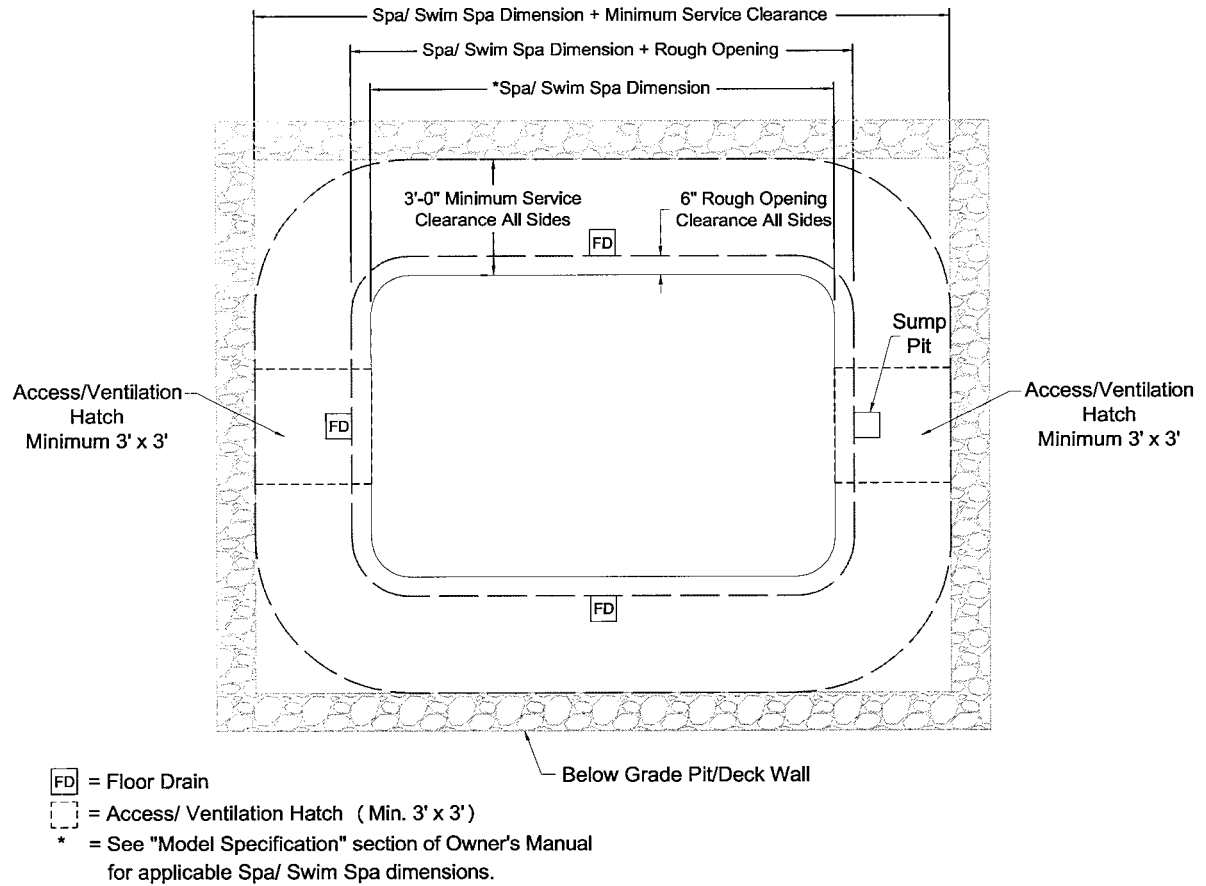 Spa/ Swim Spa Dimension + Minimum Service Clearance
Spa/ Swim Spa Dimension + Rough Opening
*Spa/ Swim Spa Dimension
3'-0" Minimum Service
Clearance All Sides
6" Rough Opening
Clearance All Sides
FD
Sump
Pit
Access/Ventilation
Hatch
Minimum 3' x 3'
FD
Access/Ventilation
Hatch
Minimum 3' x 3'
FD
Below Grade Pit/Deck Wall
FD = Floor Drain
= Access/ Ventilation Hatch ( Min. 3' x 3')
* = See "Model Specification" section of Owner's Manual
for applicable Spa/ Swim Spa dimensions.